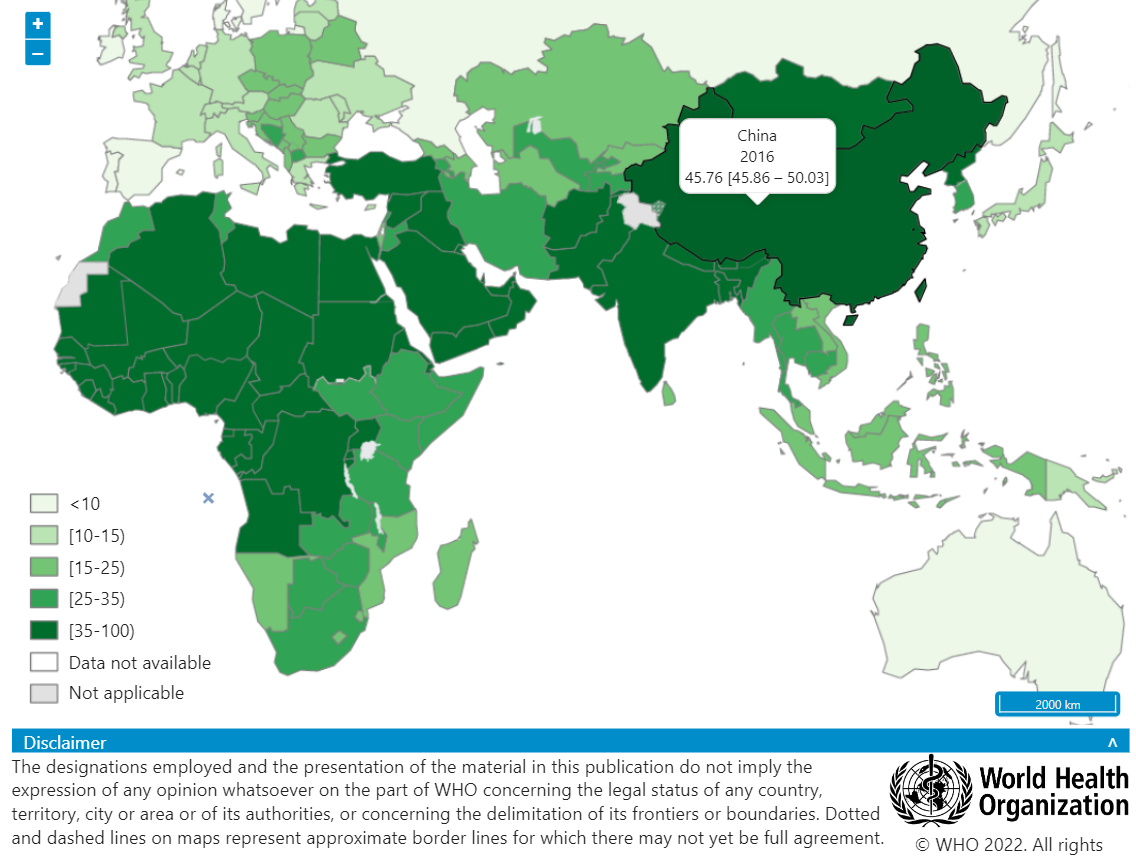 +
–
China
2016
45.76 [45.86 – 50.03]
<10
[10-15)
[15-25)
[25-35)
[35-100)
Data not available
Not applicable
2000 km
Disclaimer ʌ
The designations employed and the presentation of the material in this publication do not imply the
expression of any opinion whatsoever on the part of WHO concerning the legal status of any country,
territory, city or area or of its authorities, or concerning the delimitation of its frontiers or boundaries. Dotted
and dashed lines on maps represent approximate border lines for which there may not yet be full agreement.
World Health
Organization
© WHO 2022. All rights